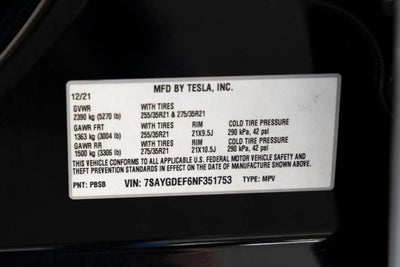 MFD BY TESLA, INC.
12/21
GVWR WITH TIRES
2390 kg (5270 lb) 255/35R21 & 275/35R21
GAWR FRT WITH TIRES RIM COLD TIRE PRESSURE
1363 kg (3004 lb) 255/35R21 21X9.5J 290 kPa, 42 psi
GAWR RR WITH TIRES RIM COLD TIRE PRESSURE
1500 kg (3306 lb) 275/35R21 21X10.5J 290 kPa, 42 psi
THIS VEHICLE CONFORMS TO ALL APPLICABLE U.S. FEDERAL MOTOR VEHICLE SAFETY AND
THEFT PREVENTION STANDARDS IN EFFECT ON THE DATE OF MANUFACTURE SHOWN ABOVE.
PNT: PBSB VIN: 7SAYGDEF6NF351753 TYPE: MPV